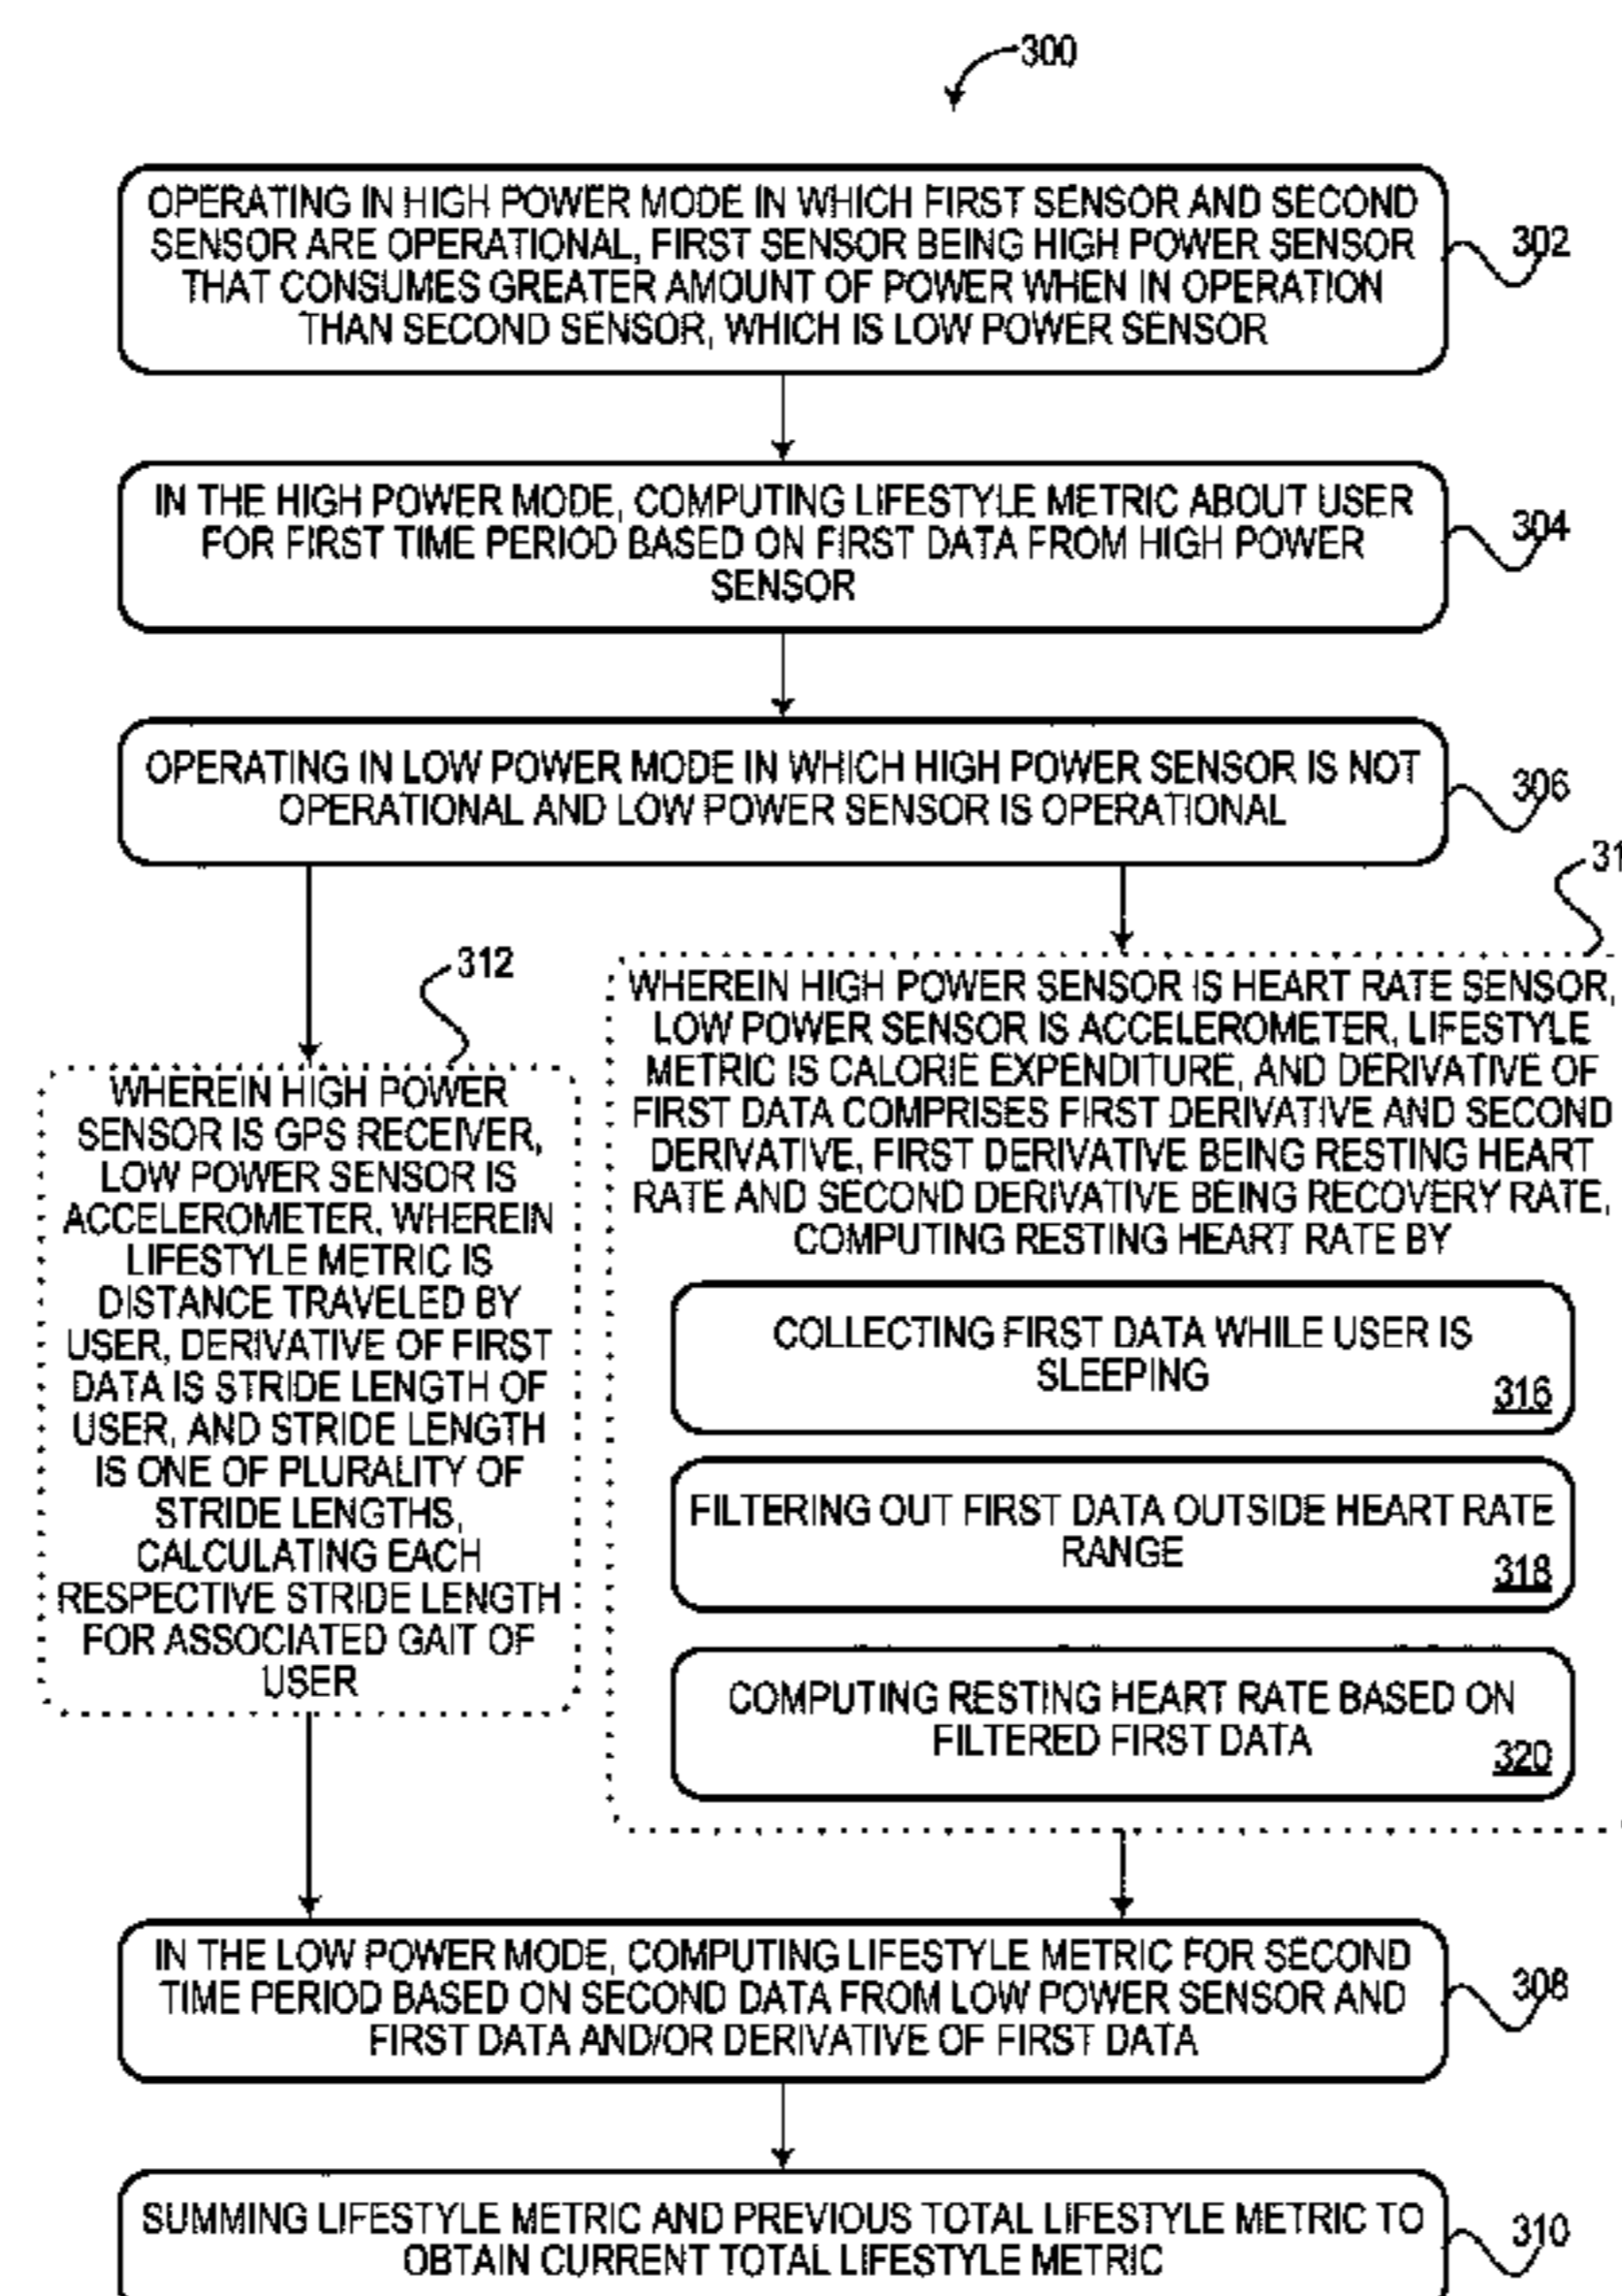 300
OPERATING IN HIGH POWER MODE IN WHICH FIRST SENSOR AND SECOND
SENSOR ARE OPERATIONAL, FIRST SENSOR BEING HIGH POWER SENSOR
THAT CONSUMES GREATER AMOUNT OF POWER WHEN IN OPERATION
THAN SECOND SENSOR, WHICH IS LOW POWER SENSOR
302
IN THE HIGH POWER MODE, COMPUTING LIFESTYLE METRIC ABOUT USER
FOR FIRST TIME PERIOD BASED ON FIRST DATA FROM HIGH POWER
SENSOR
304
OPERATING IN LOW POWER MODE IN WHICH HIGH POWER SENSOR IS NOT
OPERATIONAL AND LOW POWER SENSOR IS OPERATIONAL
306
312
WHEREIN HIGH POWER
SENSOR IS GPS RECEIVER,
LOW POWER SENSOR IS
ACCELEROMETER, WHEREIN
LIFESTYLE METRIC IS
DISTANCE TRAVELED BY
USER, DERIVATIVE OF FIRST
DATA IS STRIDE LENGTH OF
USER, AND STRIDE LENGTH
IS ONE OF PLURALITY OF
STRIDE LENGTHS,
CALCULATING EACH
RESPECTIVE STRIDE LENGTH
FOR ASSOCIATED GAIT OF
USER
WHEREIN HIGH POWER SENSOR IS HEART RATE SENSOR,
LOW POWER SENSOR IS ACCELEROMETER, LIFESTYLE
METRIC IS CALORIE EXPENDITURE, AND DERIVATIVE OF
FIRST DATA COMPRISES FIRST DERIVATIVE AND SECOND
DERIVATIVE, FIRST DERIVATIVE BEING RESTING HEART
RATE AND SECOND DERIVATIVE BEING RECOVERY RATE,
COMPUTING RESTING HEART RATE BY
COLLECTING FIRST DATA WHILE USER IS
SLEEPING
316
FILTERING OUT FIRST DATA OUTSIDE HEART RATE
RANGE
318
COMPUTING RESTING HEART RATE BASED ON
FILTERED FIRST DATA
320
IN THE LOW POWER MODE, COMPUTING LIFESTYLE METRIC FOR SECOND
TIME PERIOD BASED ON SECOND DATA FROM LOW POWER SENSOR AND
FIRST DATA AND/OR DERIVATIVE OF FIRST DATA
308
SUMMING LIFESTYLE METRIC AND PREVIOUS TOTAL LIFESTYLE METRIC TO
OBTAIN CURRENT TOTAL LIFESTYLE METRIC
310